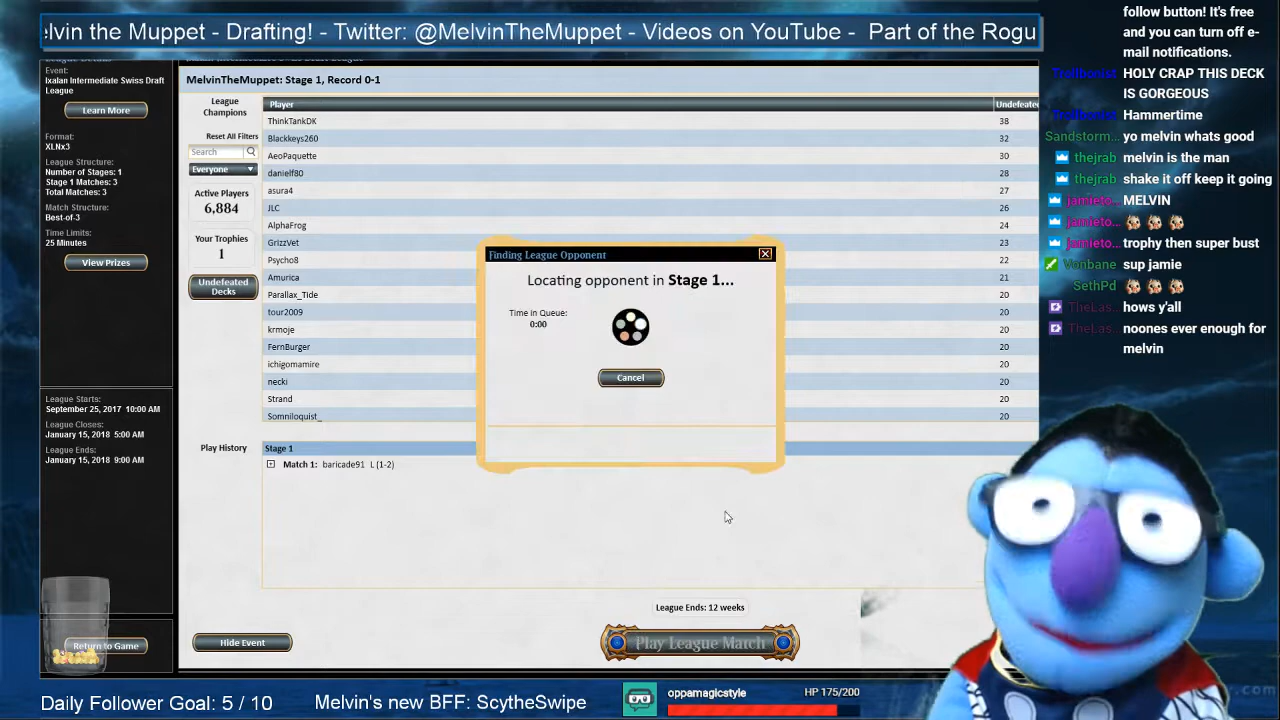 elvin the Muppet - Drafting! - Twitter: @MelvinTheMuppet - Videos on YouTube - Part of the Rogu
Event:
Ixalan Intermediate Swiss Draft
League
Learn More
Format:
XLNx3
League Structure:
Number of Stages: 1
Stage 1 Matches: 3
Total Matches: 3
Match Structure:
Best-of-3
Time Limits:
25 Minutes
View Prizes
League Starts:
September 25, 2017 10:00 AM
League Closes:
January 15, 2018 5:00 AM
League Ends:
January 15, 2018 9:00 AM
Return to Game
MelvinTheMuppet: Stage 1, Record 0-1
League
Champions
Reset All Filters
Search
Everyone
Active Players
6,884
Your Trophies
1
Undefeated
Decks
Player Undefeated
ThinkTankDK 38
Blackkeys260 32
AeoPaquette 30
danielf80 28
asura4 27
JLC 26
AlphaFrog 24
GrizzVet 23
Psycho8 22
Amurica 21
Parallax_Tide 20
tour2009 20
krmoje 20
FernBurger 20
ichigomamire 20
necki 20
Strand 20
Somniloquist_ 20
Finding League Opponent
Locating opponent in Stage 1...
Time in Queue:
0:00
Cancel
Play History
Stage 1
Match 1: baricade91 L (1-2)
League Ends: 12 weeks
Hide Event
Play League Match
follow button! It's free
and you can turn off e-
mail notifications.
Trollbonist HOLY CRAP THIS DECK
IS GORGEOUS
Trollbonist Hammertime
Sandstorm... yo melvin whats good
thejrab melvin is the man
thejrab shake it off keep it going
jamieto... MELVIN
jamieto...
jamieto... trophy then super bust
Vonbane sup jamie
SethPd
TheLas... hows y'all
TheLas... noones ever enough for
melvin
Daily Follower Goal: 5 / 10
Melvin's new BFF: ScytheSwipe
oppamagicstyle HP 175/200